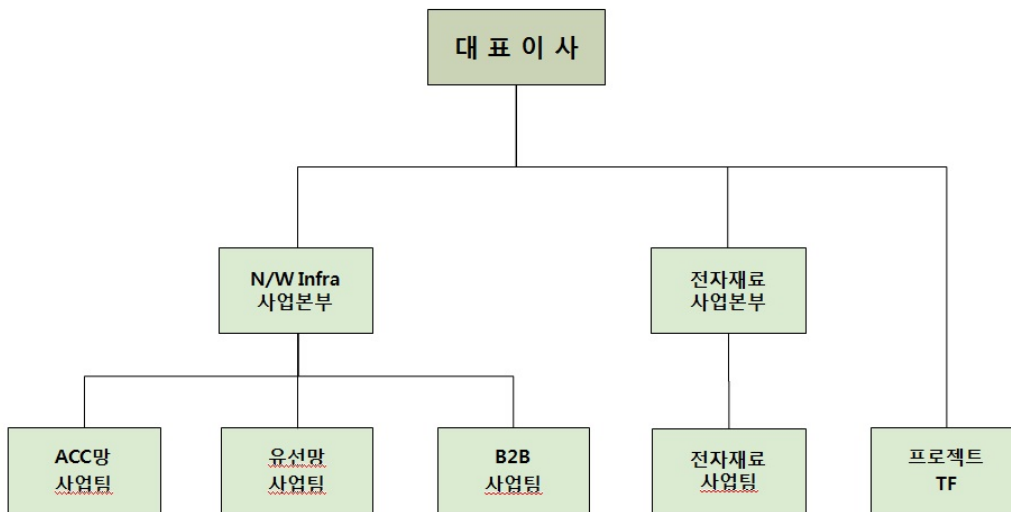 대 표 이 사
N/W Infra
사업본부
전자재료
사업본부
ACC망
사업팀
유선망
사업팀
B2B
사업팀
전자재료
사업팀
프로젝트
TF